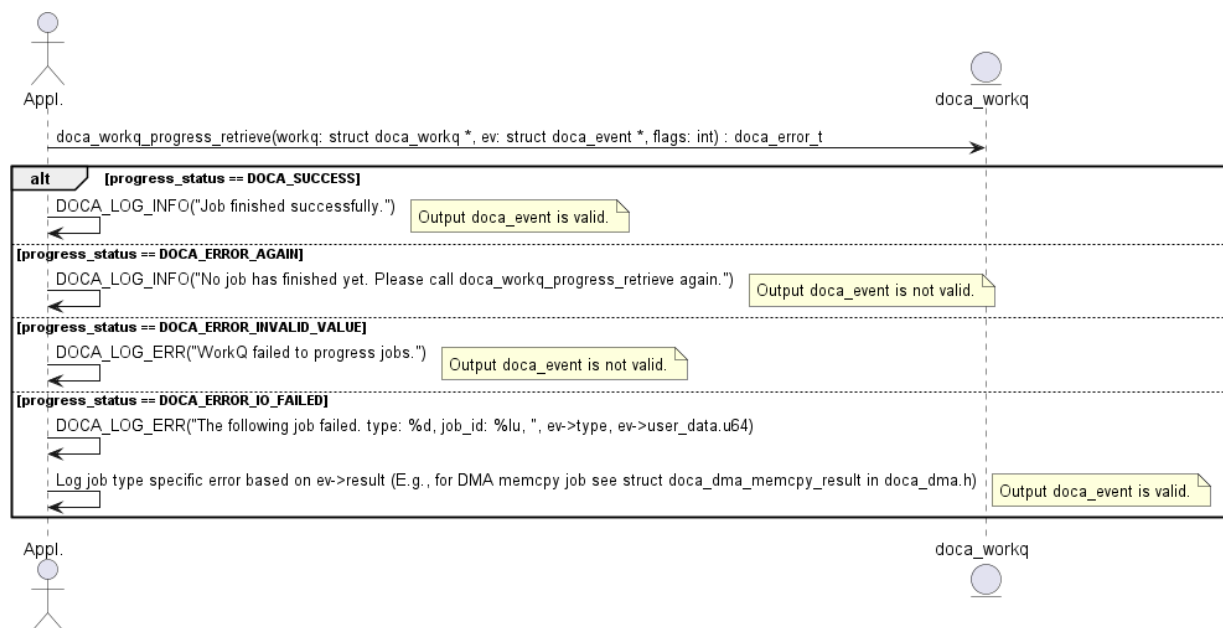 Appl.
doca_workq
doca_workq_progress_retrieve(workq: struct doca_workq *, ev: struct doca_event *, flags: int) : doca_error_t
alt
[progress_status == DOCA_SUCCESS]
DOCA_LOG_INFO("Job finished successfully.")
Output doca_event is valid.
[progress_status == DOCA_ERROR_AGAIN]
DOCA_LOG_INFO("No job has finished yet. Please call doca_workq_progress_retrieve again.")
Output doca_event is not valid.
[progress_status == DOCA_ERROR_INVALID_VALUE]
DOCA_LOG_ERR("WorkQ failed to progress jobs.")
Output doca_event is not valid.
[progress_status == DOCA_ERROR_IO_FAILED]
DOCA_LOG_ERR("The following job failed. type: %d, job_id: %lu, ", ev->type, ev->user_data.u64)
Log job type specific error based on ev->result (E.g., for DMA memcpy job see struct doca_dma_memcpy_result in doca_dma.h)
Output doca_event is valid.
Appl.
doca_workq